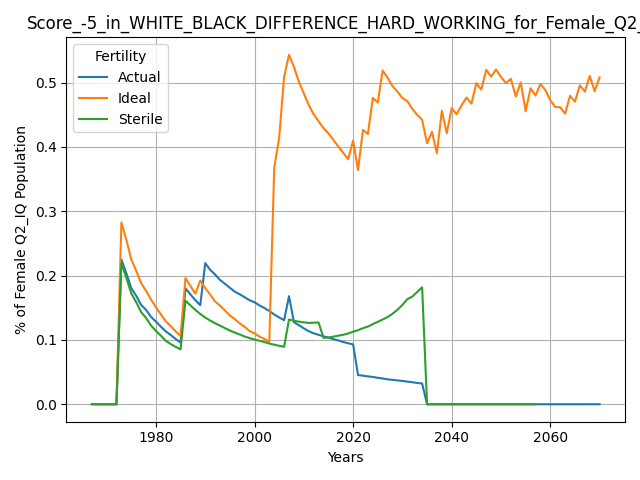 Score_-5_in_WHITE_BLACK_DIFFERENCE_HARD_WORKING_for_Female_Q2_
Fertility
Actual
Ideal
Sterile
% of Female Q2_IQ Population
0.5
0.4
0.3
0.2
0.1
0.0
1980 2000 2020 2040 2060
Years